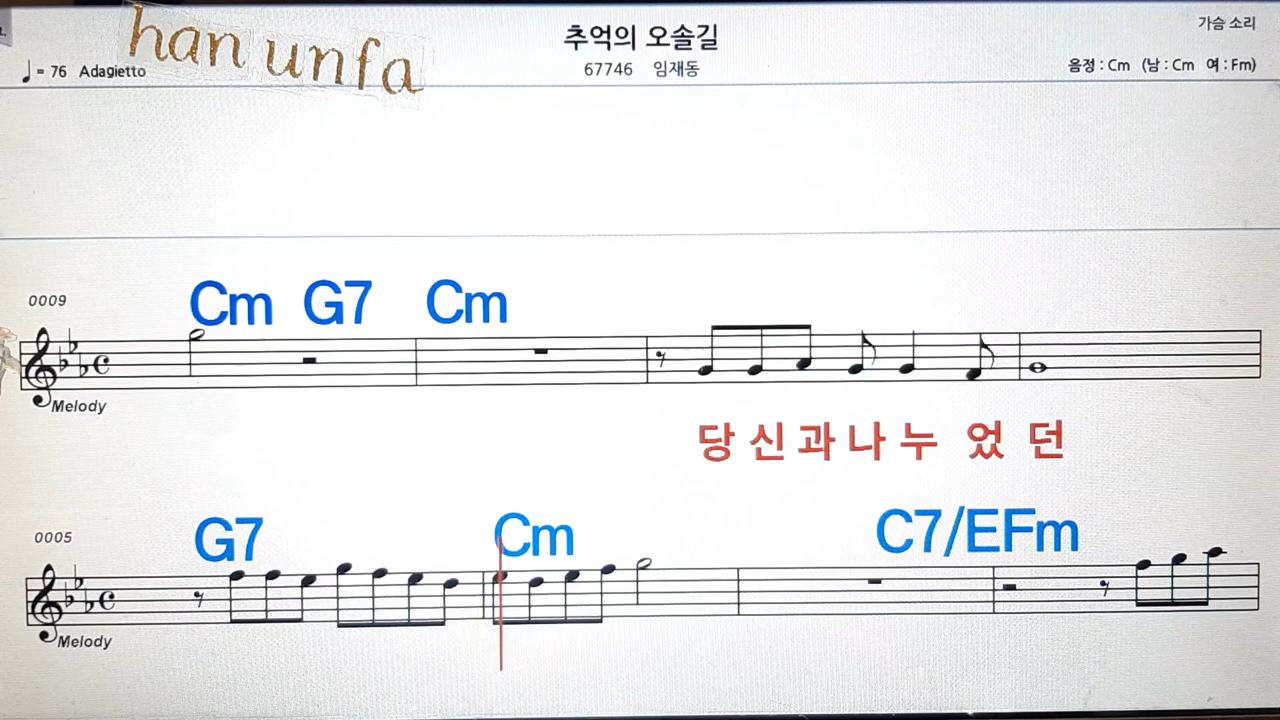 han unfa
추억의 오솔길
가슴 소리
♩= 76 Adagietto
67746 임재동
음정 : Cm (남 : Cm 여 : Fm)
Cm G7 Cm
0009
Melody
당 신 과 나 누 었 던
G7 Cm C7/EFm
0005
Melody